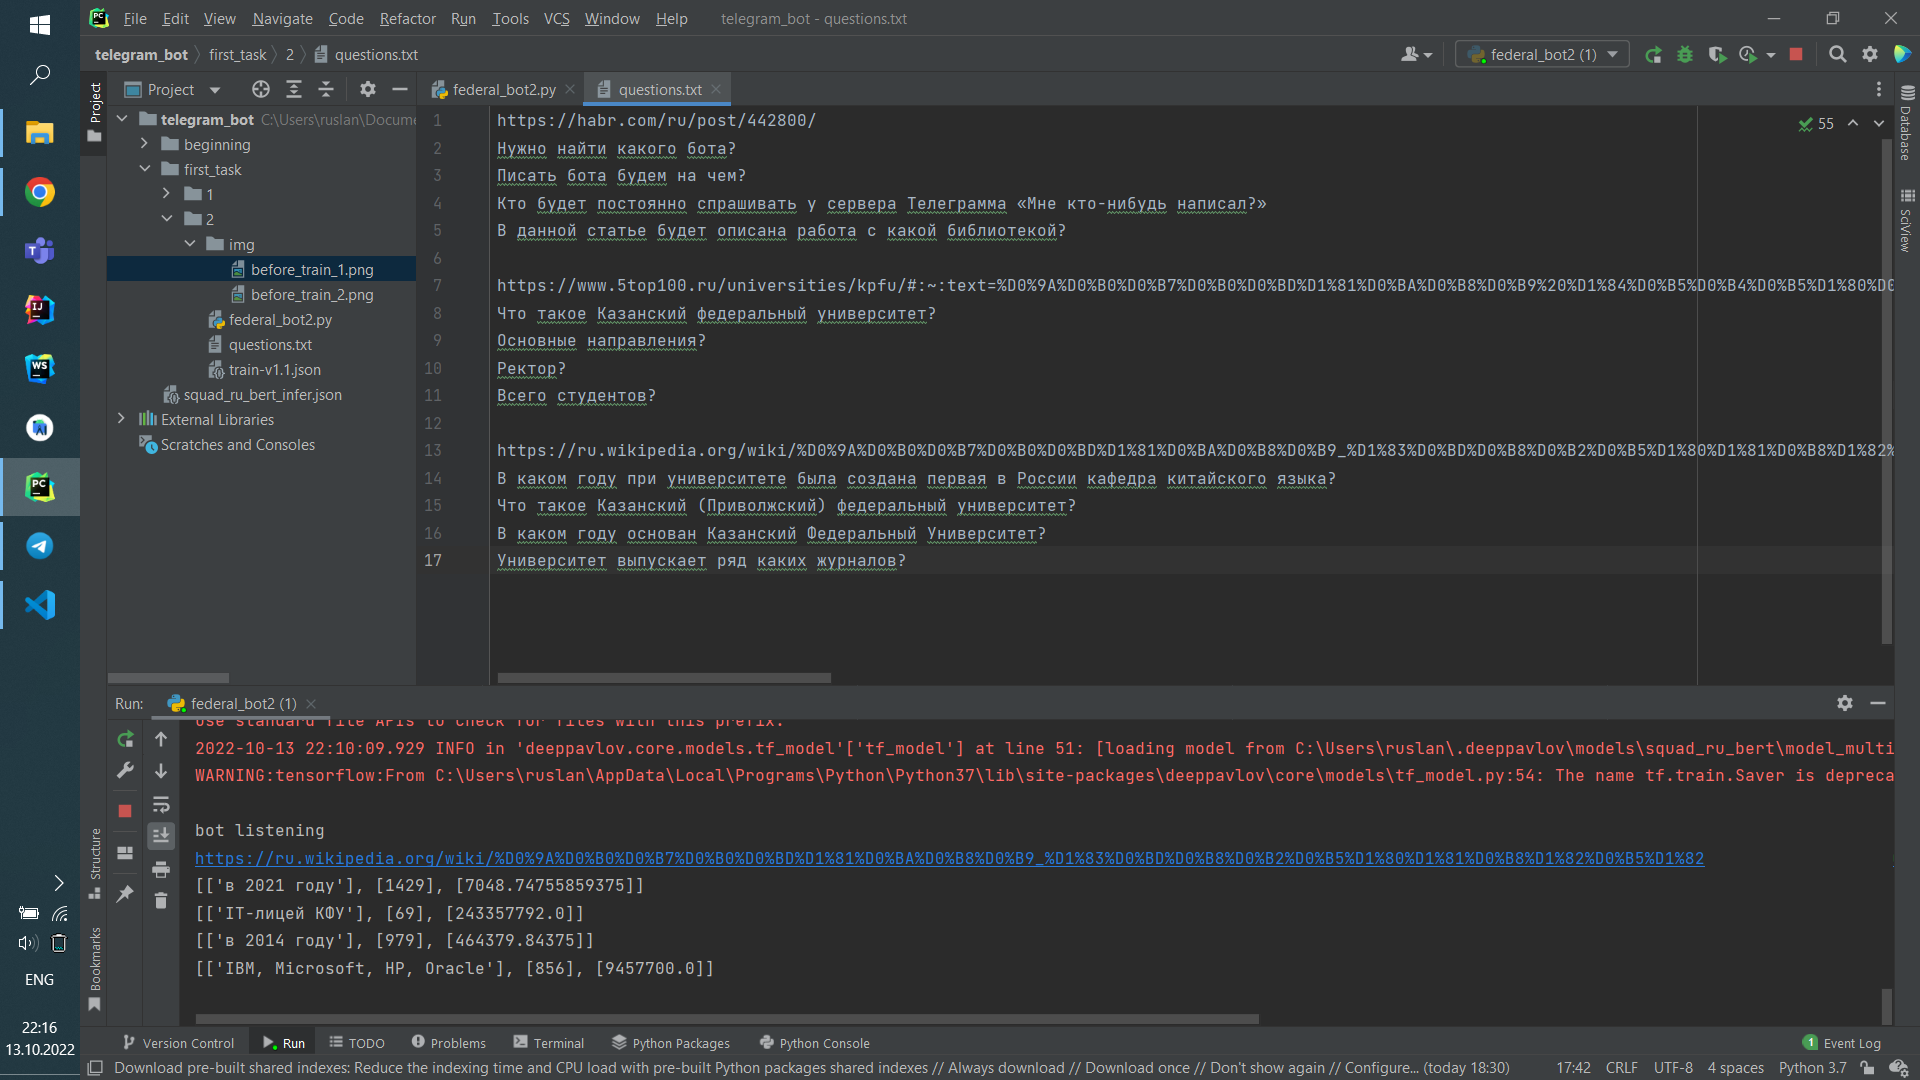 File Edit View Navigate Code Refactor Run Tools VCS Window Help telegram_bot - questions.txt
telegram_bot first_task 2 questions.txt
federal_bot2 (1)
Project
federal_bot2.py
questions.txt
Project
telegram_bot C:\Users\ruslan\Docume
beginning
first_task
1
2
img
before_train_1.png
before_train_2.png
federal_bot2.py
questions.txt
train-v1.1.json
squad_ru_bert_infer.json
External Libraries
Scratches and Consoles
55
1 https://habr.com/ru/post/442800/
2 Нужно найти какого бота?
3 Писать бота будем на чем?
4 Кто будет постоянно спрашивать у сервера Телеграмма «Мне кто-нибудь написал?»
5 В данной статье будет описана работа с какой библиотекой?
6
7 https://www.5top100.ru/universities/kpfu/#:~:text=%D0%9A%D0%B0%D0%B7%D0%B0%D0%BD%D1%81%D0%BA%D0%B8%D0%B9%20%D1%84%D0%B5%D0%B4%D0%B5%D1%80%D0
8 Что такое Казанский федеральный университет?
9 Основные направления?
10 Ректор?
11 Всего студентов?
12
13 https://ru.wikipedia.org/wiki/%D0%9A%D0%B0%D0%B7%D0%B0%D0%BD%D1%81%D0%BA%D0%B8%D0%B9_%D1%83%D0%BD%D0%B8%D0%B2%D0%B5%D1%80%D1%81%D0%B8%D1%82%
14 В каком году при университете была создана первая в России кафедра китайского языка?
15 Что такое Казанский (Приволжский) федеральный университет?
16 В каком году основан Казанский Федеральный Университет?
17 Университет выпускает ряд каких журналов?
Database
SciView
Run: federal_bot2 (1)
Use standard file APIs to check for files with this prefix.
2022-10-13 22:10:09.929 INFO in 'deeppavlov.core.models.tf_model'['tf_model'] at line 51: [loading model from C:\Users\ruslan\.deeppavlov\models\squad_ru_bert\model_multi
WARNING:tensorflow:From C:\Users\ruslan\AppData\Local\Programs\Python\Python37\lib\site-packages\deeppavlov\core\models\tf_model.py:54: The name tf.train.Saver is depreca
bot listening
https://ru.wikipedia.org/wiki/%D0%9A%D0%B0%D0%B7%D0%B0%D0%BD%D1%81%D0%BA%D0%B8%D0%B9_%D1%83%D0%BD%D0%B8%D0%B2%D0%B5%D1%80%D1%81%D0%B8%D1%82%D0%B5%D1%82
[['в 2021 году'], [1429], [7048.74755859375]]
[['IT-лицей КФУ'], [69], [243357792.0]]
[['в 2014 году'], [979], [464379.84375]]
[['IBM, Microsoft, HP, Oracle'], [856], [9457700.0]]
Structure
Bookmarks
Version Control Run TODO Problems Terminal Python Packages Python Console 1 Event Log
Download pre-built shared indexes: Reduce the indexing time and CPU load with pre-built Python packages shared indexes // Always download // Download once // Don't show again // Configure... (today 18:30) 17:42 CRLF UTF-8 4 spaces Python 3.7
ENG
22:16
13.10.2022